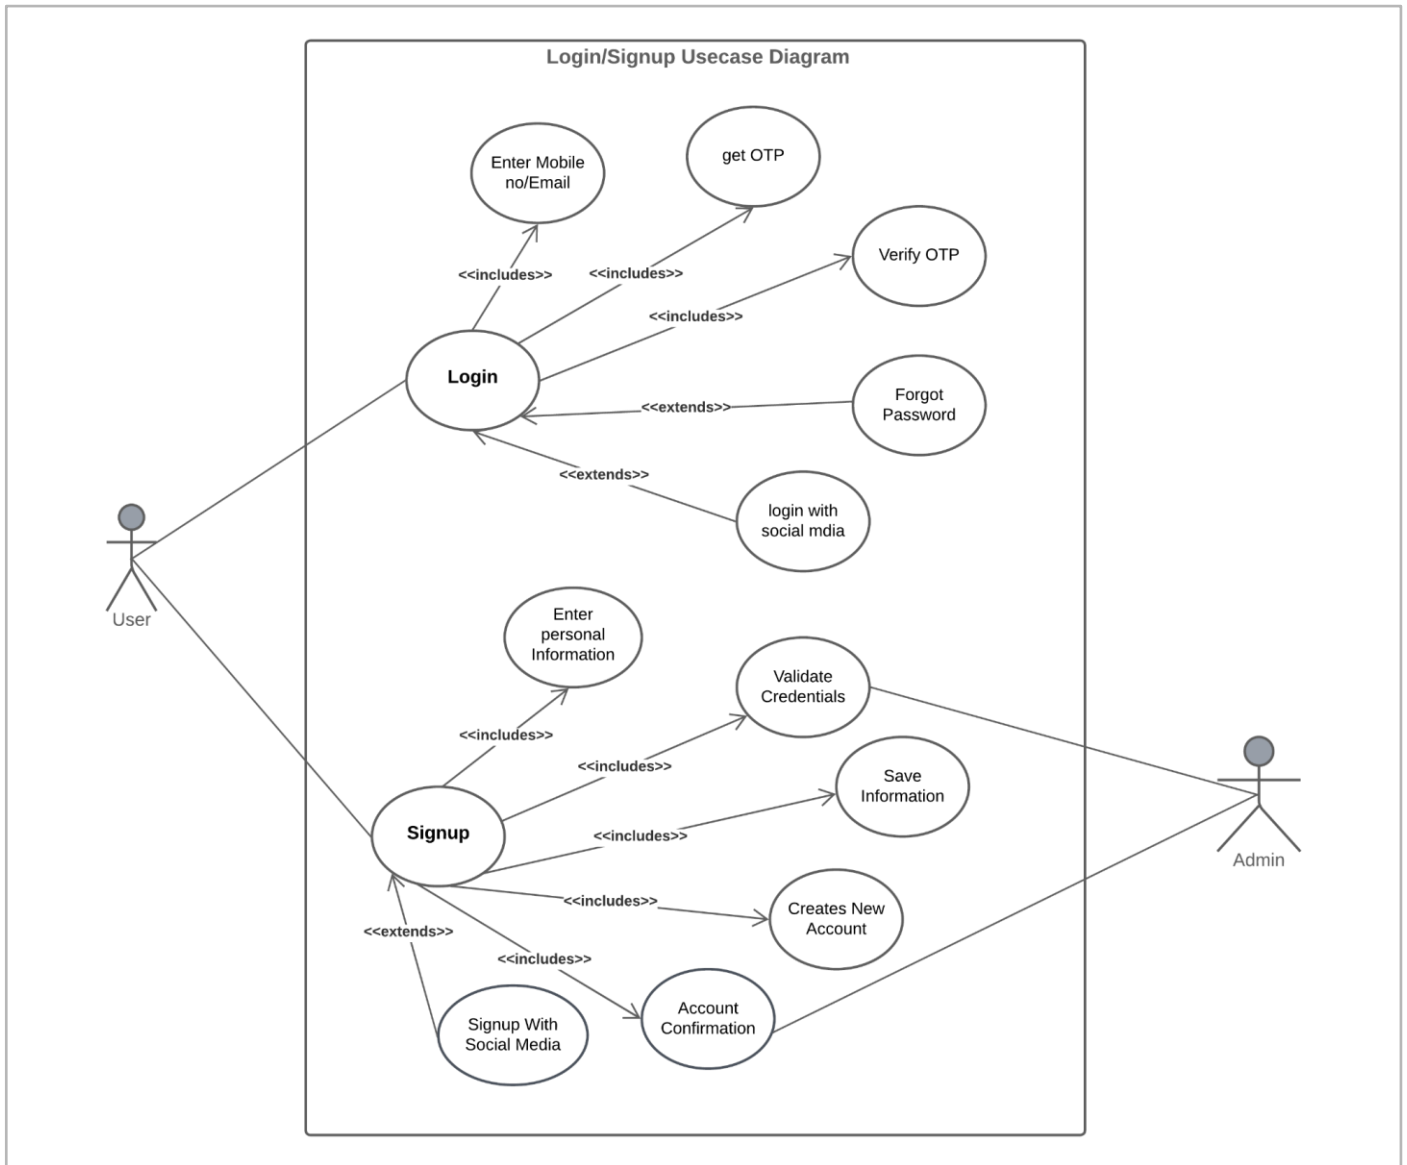 Login/Signup Usecase Diagram
Enter Mobile
no/Email
get OTP
Verify OTP
<<includes>>
<<includes>>
<<includes>>
Login
Forgot
Password
<<extends>>
<<extends>>
login with
social mdia
User
Enter
personal
Information
Validate
Credentials
<<includes>>
<<includes>>
Save
Information
Signup
<<includes>>
Admin
<<includes>>
Creates New
Account
<<extends>>
<<includes>>
Account
Confirmation
Signup With
Social Media